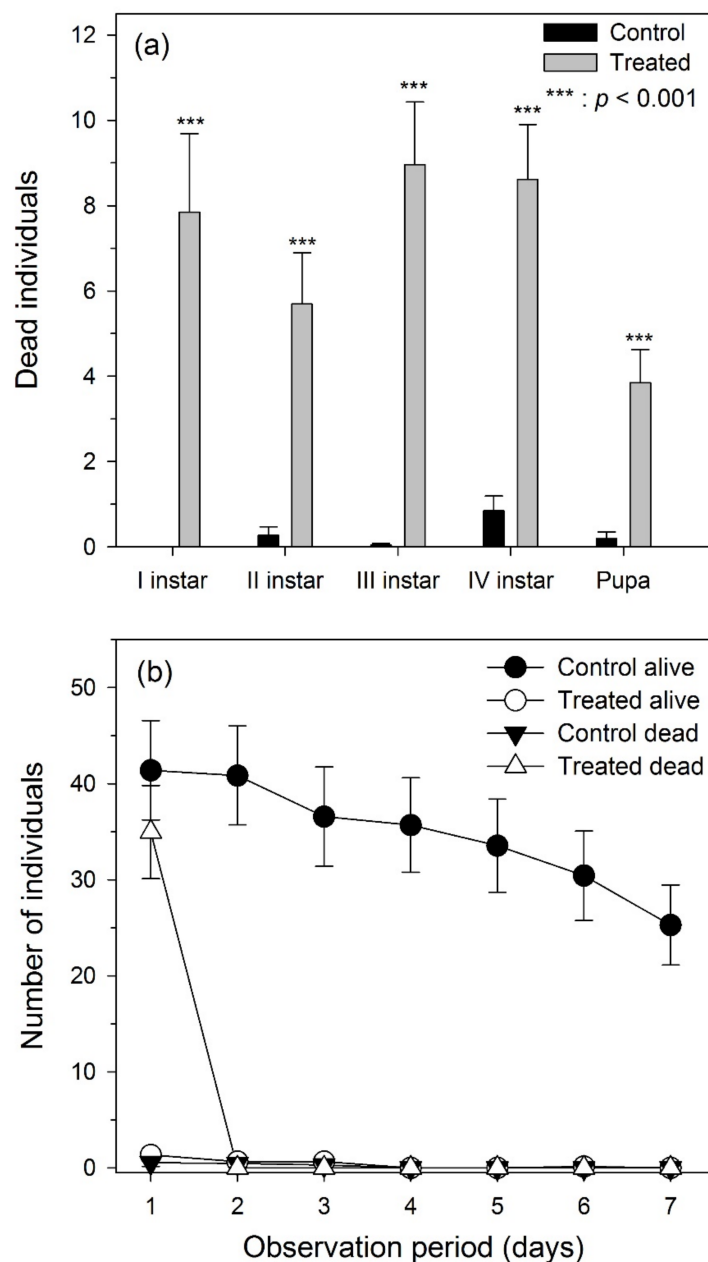 (a)
Control
Treated
*** : p < 0.001
Dead individuals
12
10
8
6
4
2
0
***
***
***
***
***
I instar II instar III instar IV instar Pupa
(b)
Control alive
Treated alive
Control dead
Treated dead
Number of individuals
50
40
30
20
10
0
1 2 3 4 5 6 7
Observation period (days)